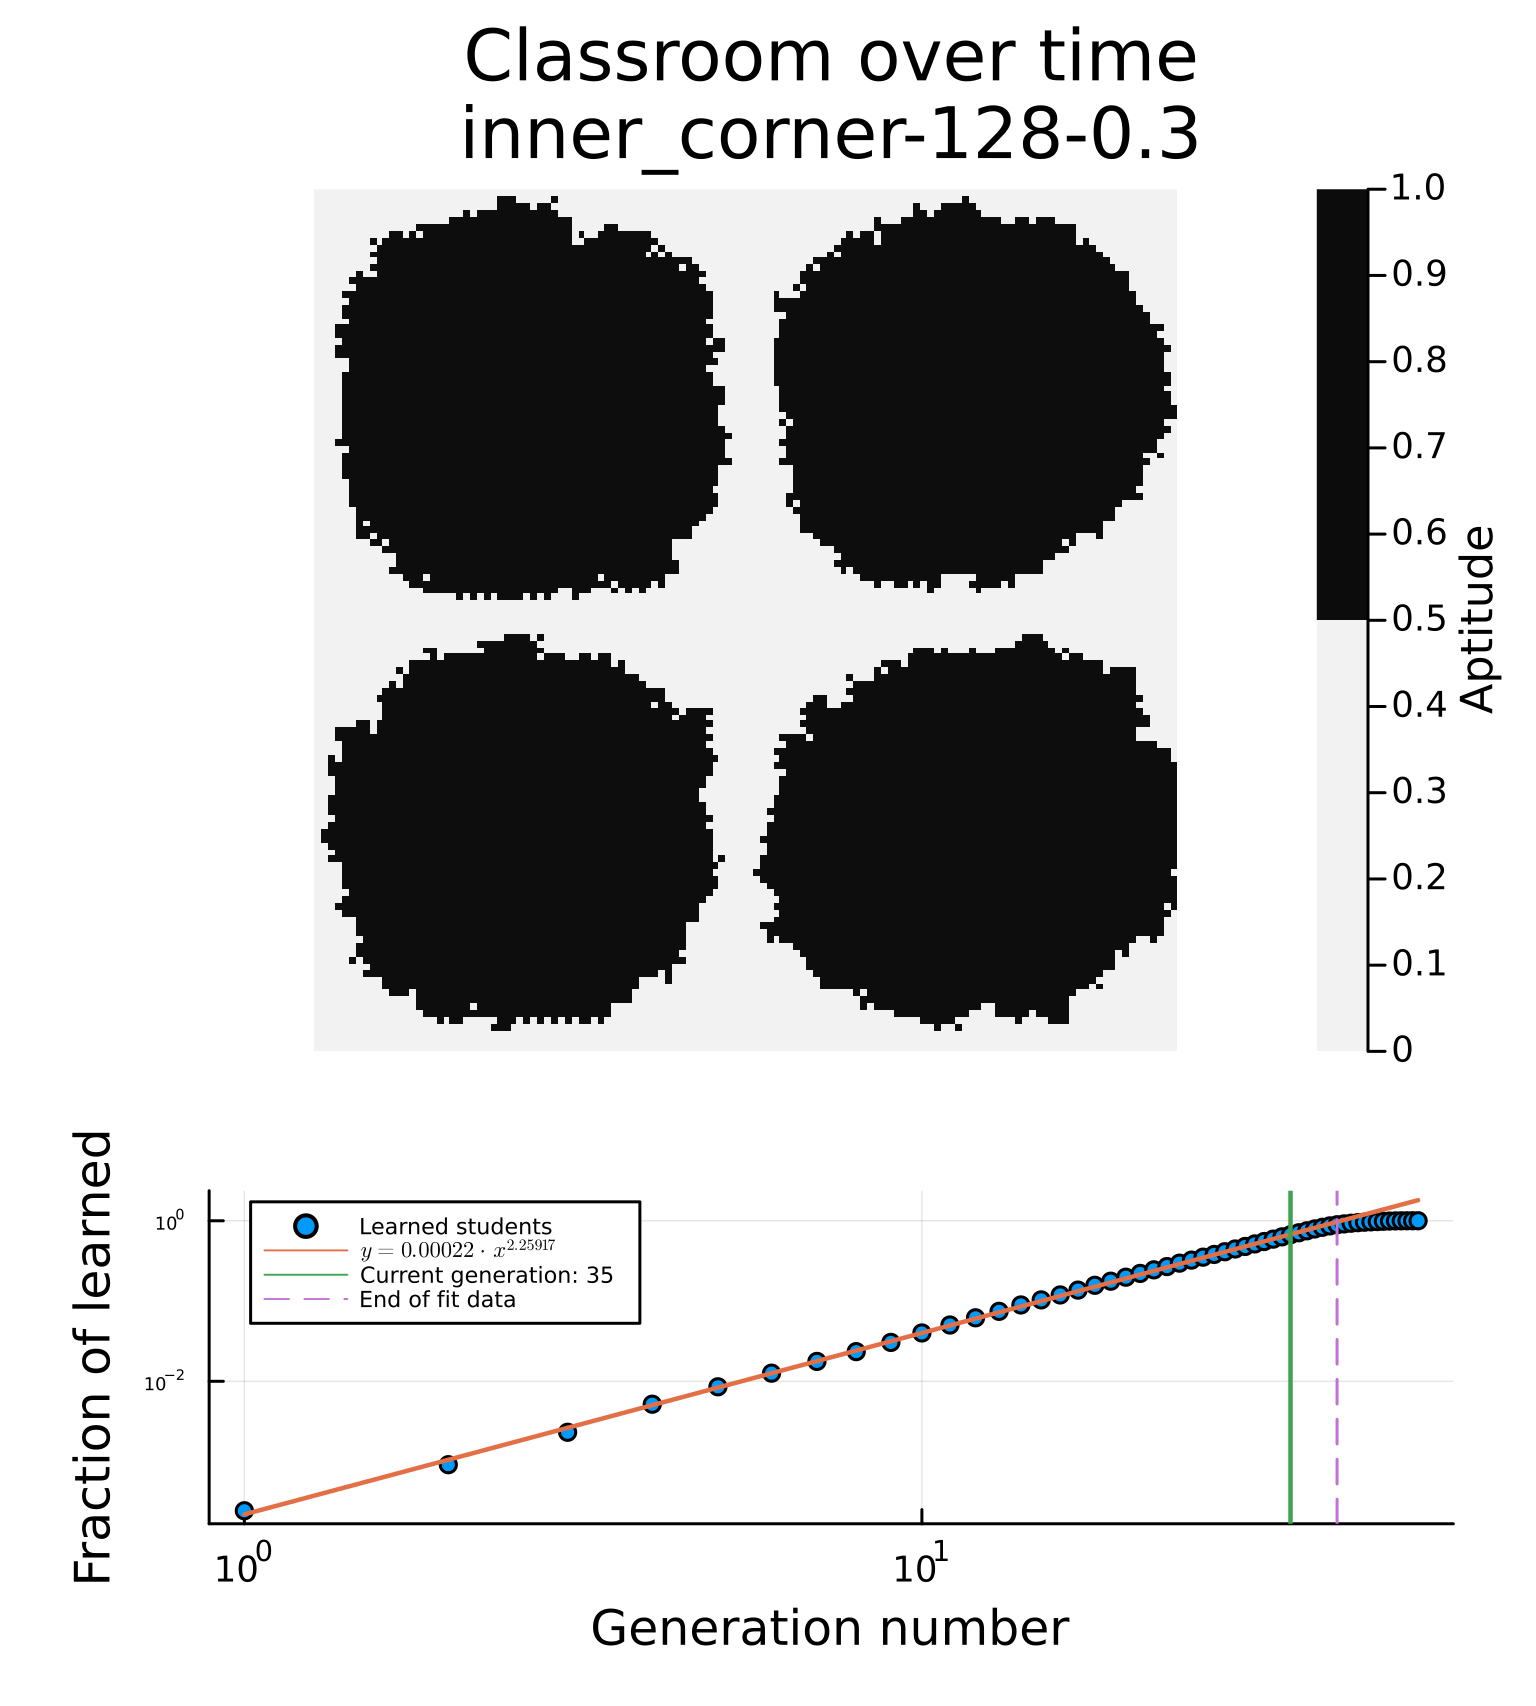 Classroom over time
inner_corner-128-0.3
1.0
0.9
0.8
0.7
0.6
0.5
0.4
0.3
0.2
0.1
0
Aptitude
Fraction of learned
10^0
10^-2
Learned students
y = 0.00022 · x^2.25917
Current generation: 35
End of fit data
10^0
10^1
Generation number